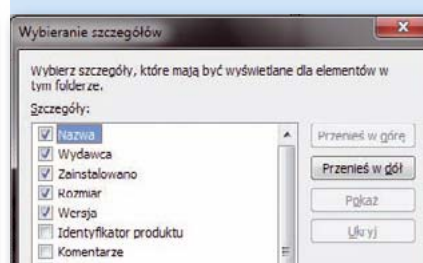 Wybieranie szczegółów
Wybierz szczegóły, które mają być wyświetlane dla elementów w
tym folderze.
Szczegóły:
Nazwa
Wydawca
Zainstalowano
Rozmiar
Wersja
Identyfikator produktu
Komentarze
Przenieś w górę
Przenieś w dół
Pokaż
Ukryj